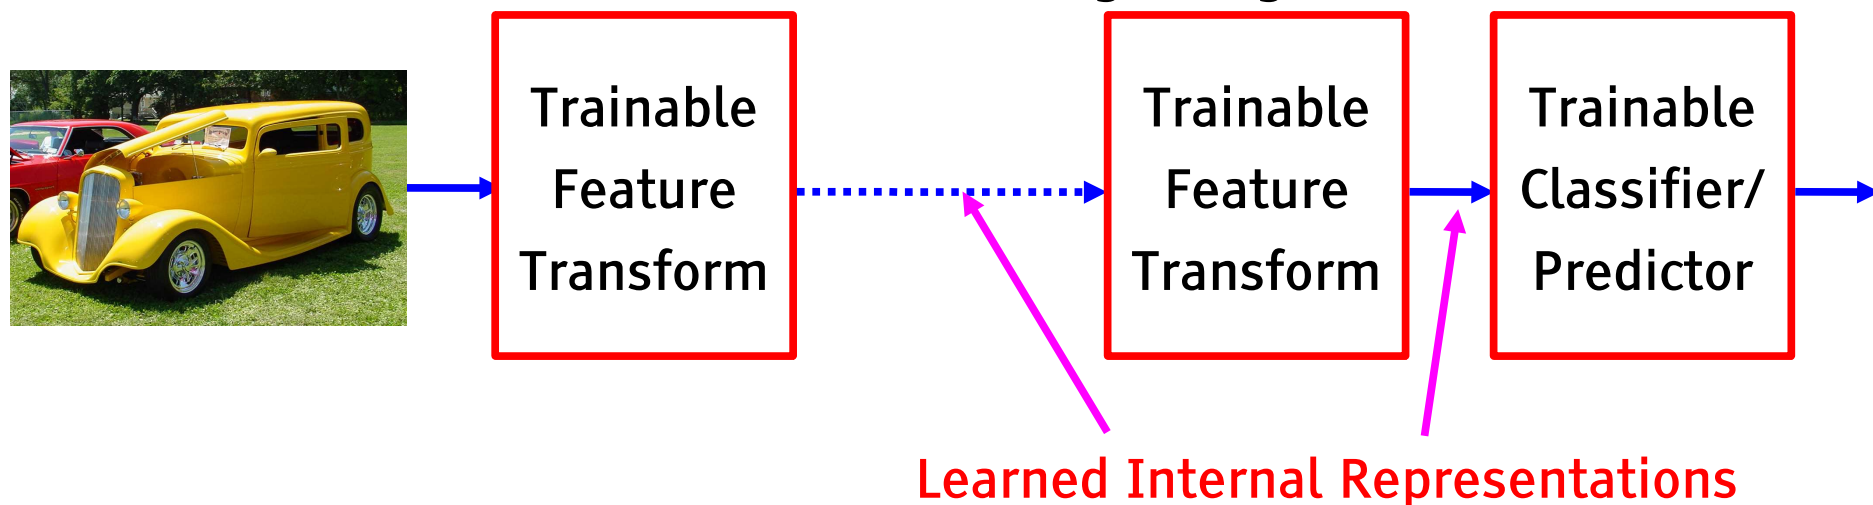 Trainable
Feature
Transform
Trainable
Feature
Transform
Trainable
Classifier/
Predictor
Learned Internal Representations